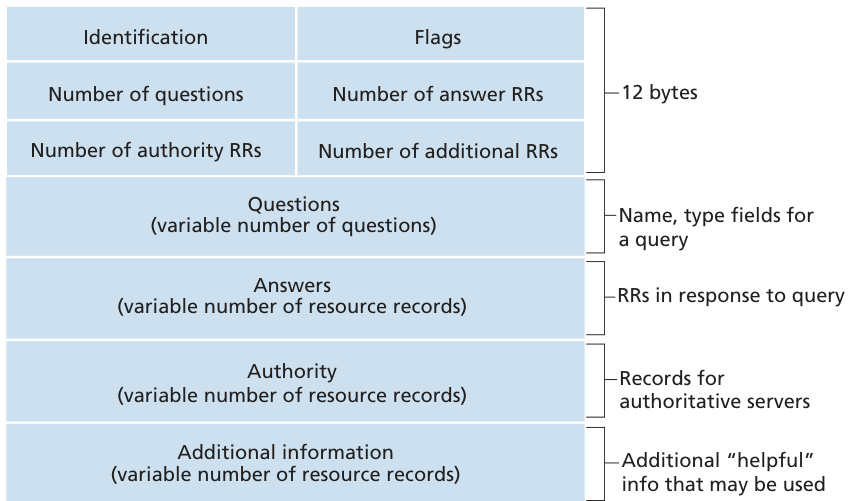 Identification
Flags
Number of questions
Number of answer RRs
12 bytes
Number of authority RRs
Number of additional RRs
Questions
(variable number of questions)
Name, type fields for
a query
Answers
(variable number of resource records)
RRs in response to query
Authority
(variable number of resource records)
Records for
authoritative servers
Additional information
(variable number of resource records)
Additional “helpful”
info that may be used